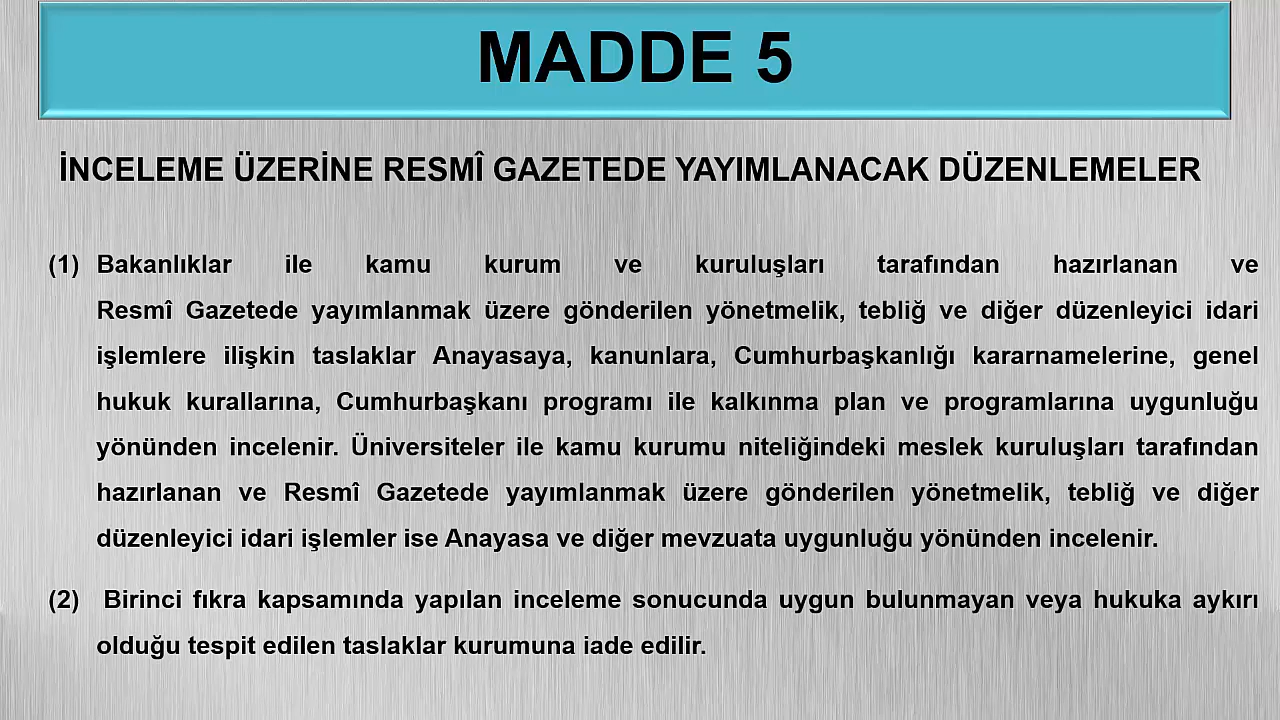 MADDE 5
İNCELEME ÜZERİNE RESMÎ GAZETEDE YAYIMLANACAK DÜZENLEMELER
(1) Bakanlıklar ile kamu kurum ve kuruluşları tarafından hazırlanan ve
Resmî Gazetede yayımlanmak üzere gönderilen yönetmelik, tebliğ ve diğer düzenleyici idari
işlemlere ilişkin taslaklar Anayasaya, kanunlara, Cumhurbaşkanlığı kararnamelerine, genel
hukuk kurallarına, Cumhurbaşkanı programı ile kalkınma plan ve programlarına uygunluğu
yönünden incelenir. Üniversiteler ile kamu kurumu niteliğindeki meslek kuruluşları tarafından
hazırlanan ve Resmî Gazetede yayımlanmak üzere gönderilen yönetmelik, tebliğ ve diğer
düzenleyici idari işlemler ise Anayasa ve diğer mevzuata uygunluğu yönünden incelenir.
(2) Birinci fıkra kapsamında yapılan inceleme sonucunda uygun bulunmayan veya hukuka aykırı
olduğu tespit edilen taslaklar kurumuna iade edilir.